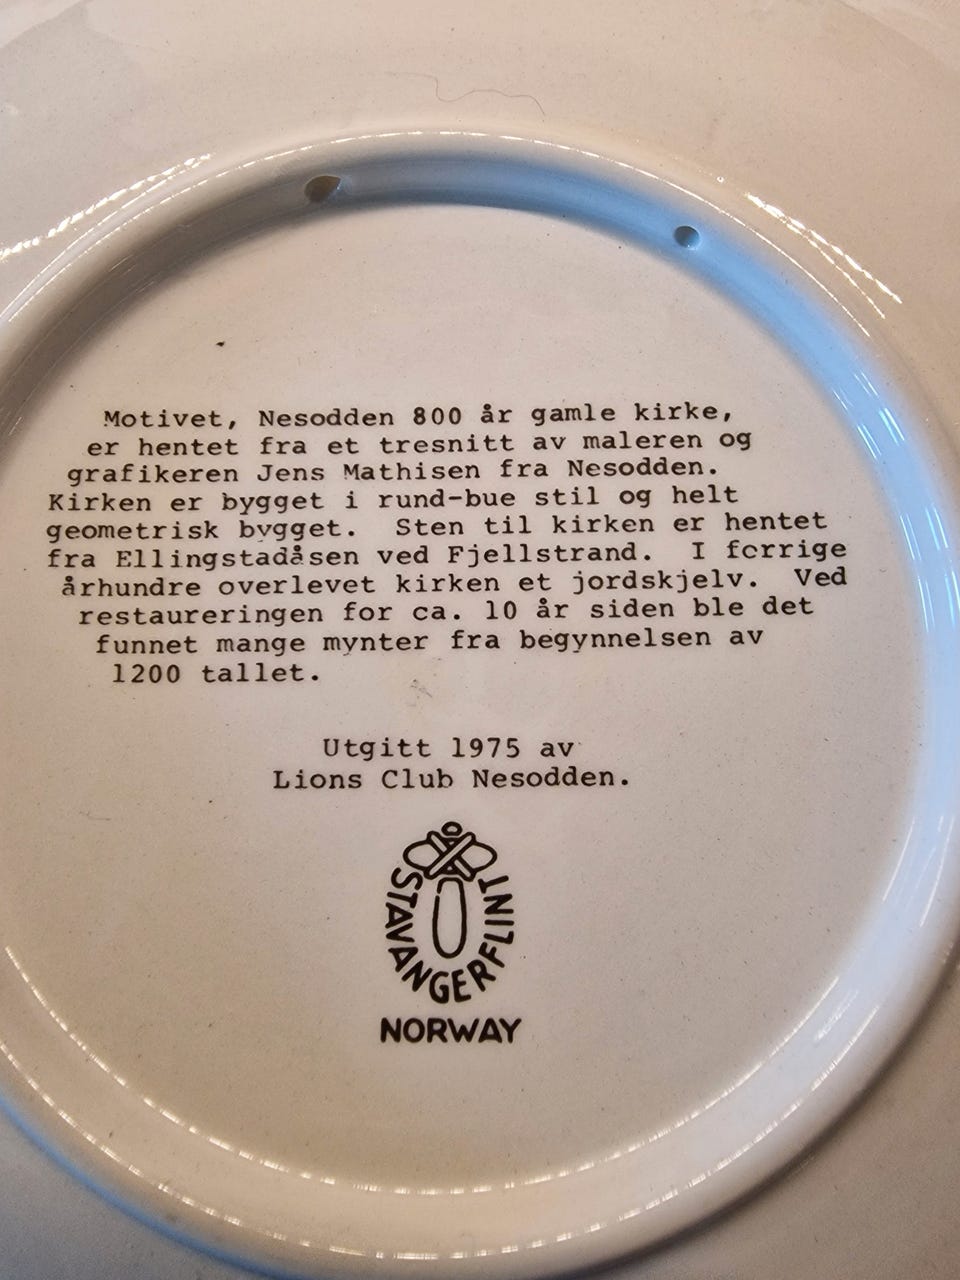 Motivet, Nesodden 800 år gamle kirke,
er hentet fra et tresnitt av maleren og
grafikeren Jens Mathisen fra Nesodden.
Kirken er bygget i rund-bue stil og helt
geometrisk bygget. Sten til kirken er hentet
fra Ellingstadåsen ved Fjellstrand. I forrige
århundre overlevet kirken et jordskjelv. Ved
restaureringen for ca. 10 år siden ble det
funnet mange mynter fra begynnelsen av
1200 tallet.
Utgitt 1975 av
Lions Club Nesodden.
STAVANGERFLINT
NORWAY